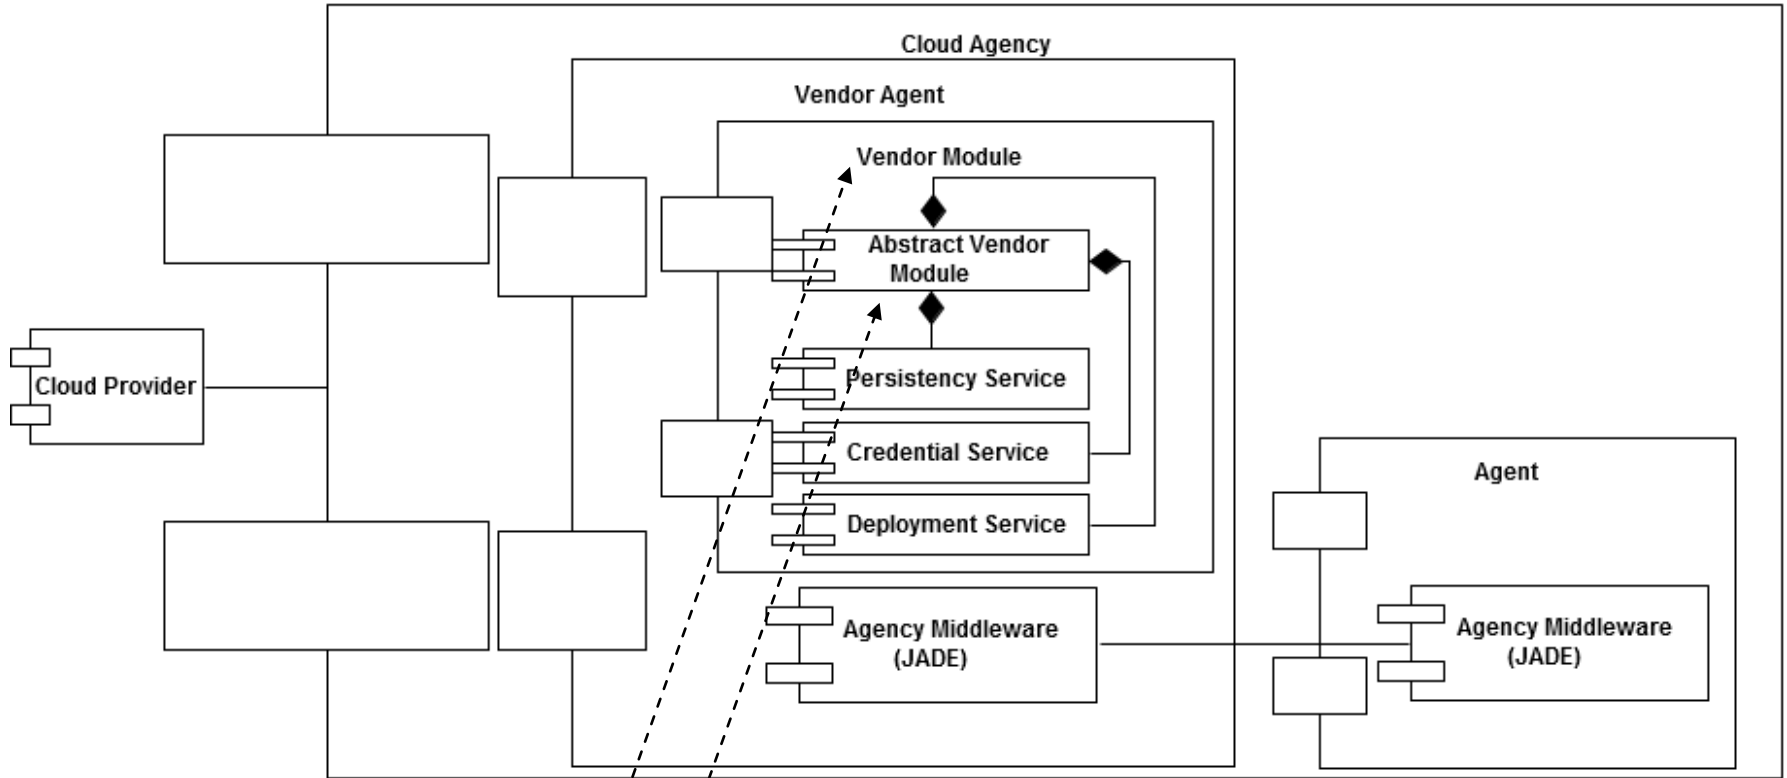 Cloud Agency
Vendor Agent
Vendor Module
Abstract Vendor
Module
Cloud Provider
Persistency Service
Credential Service
Deployment Service
Agency Middleware
(JADE)
Agent
Agency Middleware
(JADE)